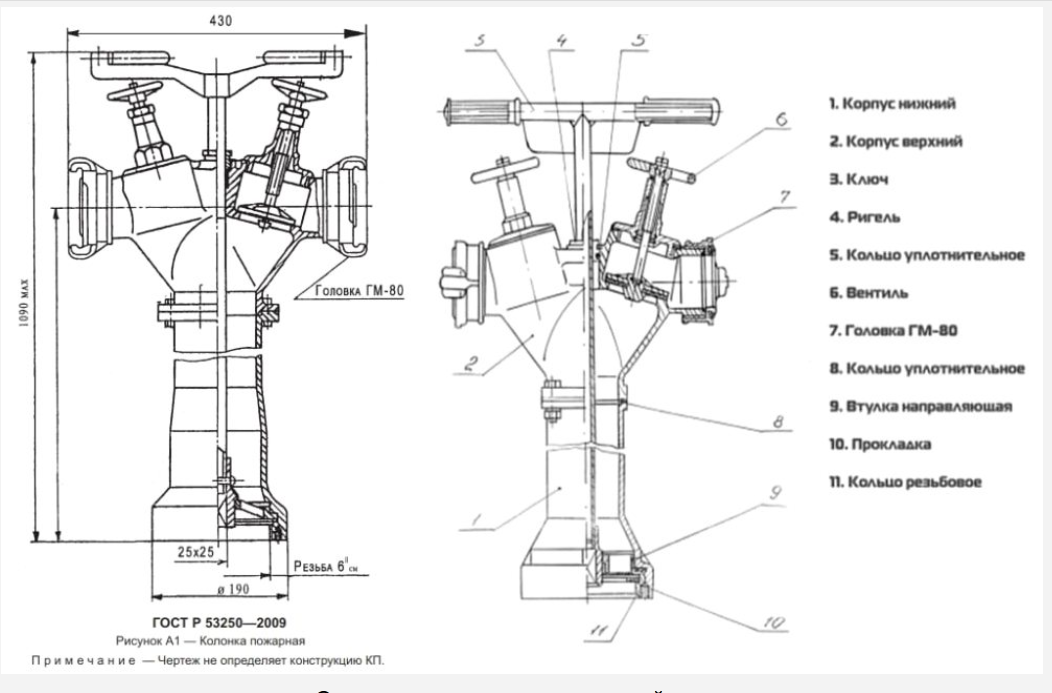 430
1090 MAX
Головка ГМ-80
25x25
Резьба 6" см
ø 190
ГОСТ Р 53250—2009
Рисунок А1 — Колонка пожарная
Примечание — Чертеж не определяет конструкцию КП.
3
4
5
6
7
2
8
1
9
10
11
1. Корпус нижний
2. Корпус верхний
3. Ключ
4. Ригель
5. Кольцо уплотнительное
6. Вентиль
7. Головка ГМ-80
8. Кольцо уплотнительное
9. Втулка направляющая
10. Прокладка
11. Кольцо резьбовое